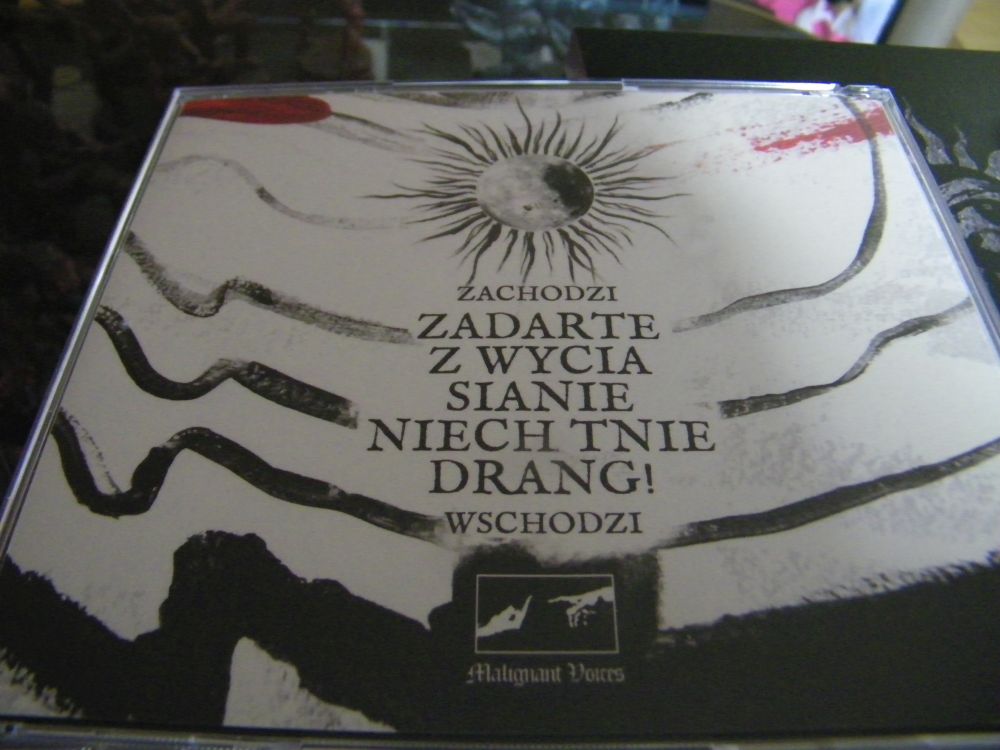 ZACHODZI
ZADARTE
Z WYCIA
SIANIE
NIECH TNIE
DRANG!
WSCHODZI
Malignant Voices